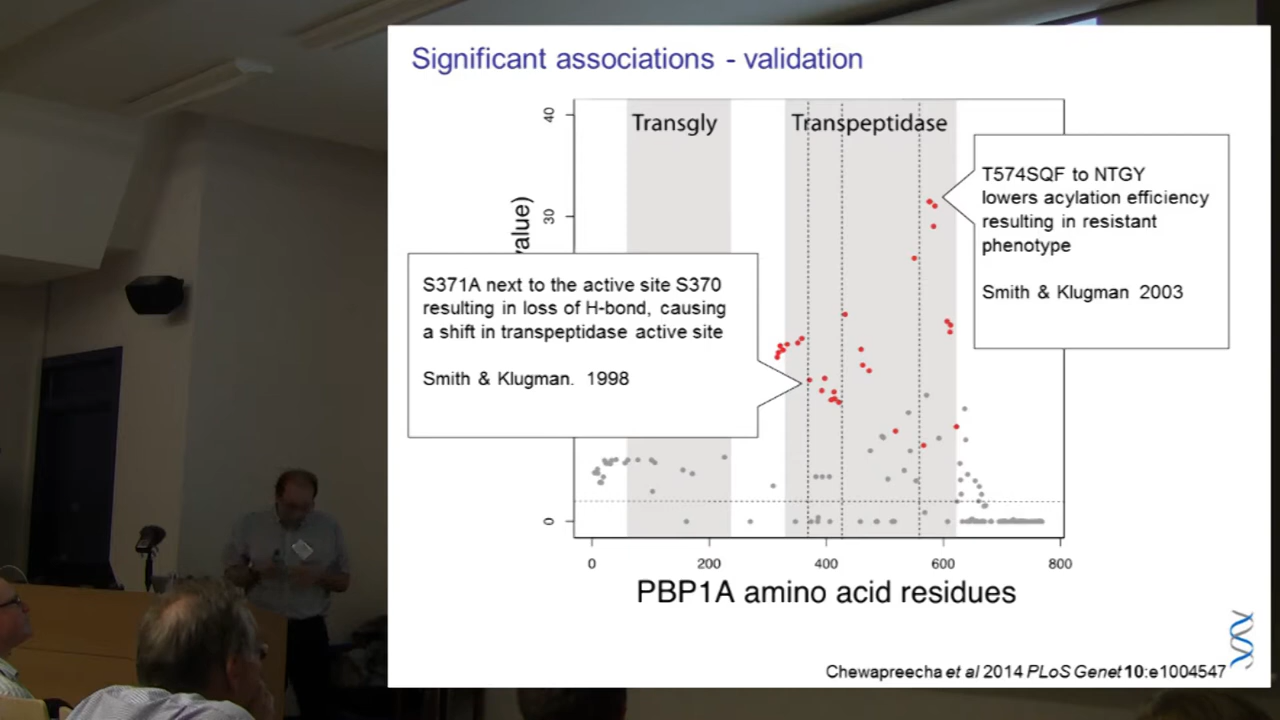 Significant associations - validation
40
Transgly
Transpeptidase
T574SQF to NTGY
lowers acylation efficiency
resulting in resistant
phenotype
Smith & Klugman 2003
30
value)
S371A next to the active site S370
resulting in loss of H-bond, causing
a shift in transpeptidase active site
Smith & Klugman. 1998
0
0 200 400 600 800
PBP1A amino acid residues
Chewapreecha et al 2014 PLoS Genet 10:e1004547